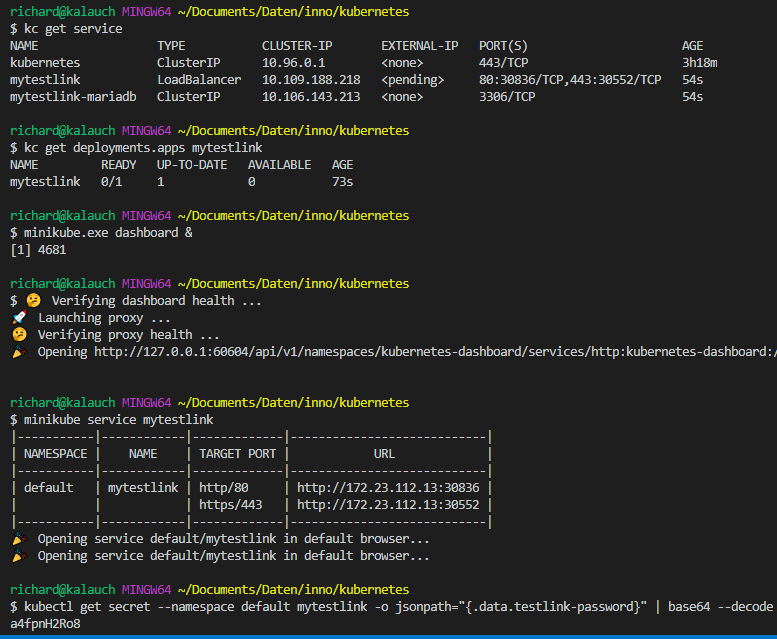 richard@kalauch MINGW64 ~/Documents/Daten/inno/kubernetes
$ kc get service
NAME TYPE CLUSTER-IP EXTERNAL-IP PORT(S) AGE
kubernetes ClusterIP 10.96.0.1 <none> 443/TCP 3h18m
mytestlink LoadBalancer 10.109.188.218 <pending> 80:30836/TCP,443:30552/TCP 54s
mytestlink-mariadb ClusterIP 10.106.143.213 <none> 3306/TCP 54s
richard@kalauch MINGW64 ~/Documents/Daten/inno/kubernetes
$ kc get deployments.apps mytestlink
NAME READY UP-TO-DATE AVAILABLE AGE
mytestlink 0/1 1 0 73s
richard@kalauch MINGW64 ~/Documents/Daten/inno/kubernetes
$ minikube.exe dashboard &
[1] 4681
richard@kalauch MINGW64 ~/Documents/Daten/inno/kubernetes
$ 🤔 Verifying dashboard health ...
🚀 Launching proxy ...
🤔 Verifying proxy health ...
🎉 Opening http://127.0.0.1:60604/api/v1/namespaces/kubernetes-dashboard/services/http:kubernetes-dashboard:/
richard@kalauch MINGW64 ~/Documents/Daten/inno/kubernetes
$ minikube service mytestlink
|-----------|------------|-------------|----------------------------|
| NAMESPACE | NAME | TARGET PORT | URL |
|-----------|------------|-------------|----------------------------|
| default | mytestlink | http/80 | http://172.23.112.13:30836 |
| | | https/443 | http://172.23.112.13:30552 |
|-----------|------------|-------------|----------------------------|
🎉 Opening service default/mytestlink in default browser...
🎉 Opening service default/mytestlink in default browser...
richard@kalauch MINGW64 ~/Documents/Daten/inno/kubernetes
$ kubectl get secret --namespace default mytestlink -o jsonpath="{.data.testlink-password}" | base64 --decode
a4fpnH2Ro8